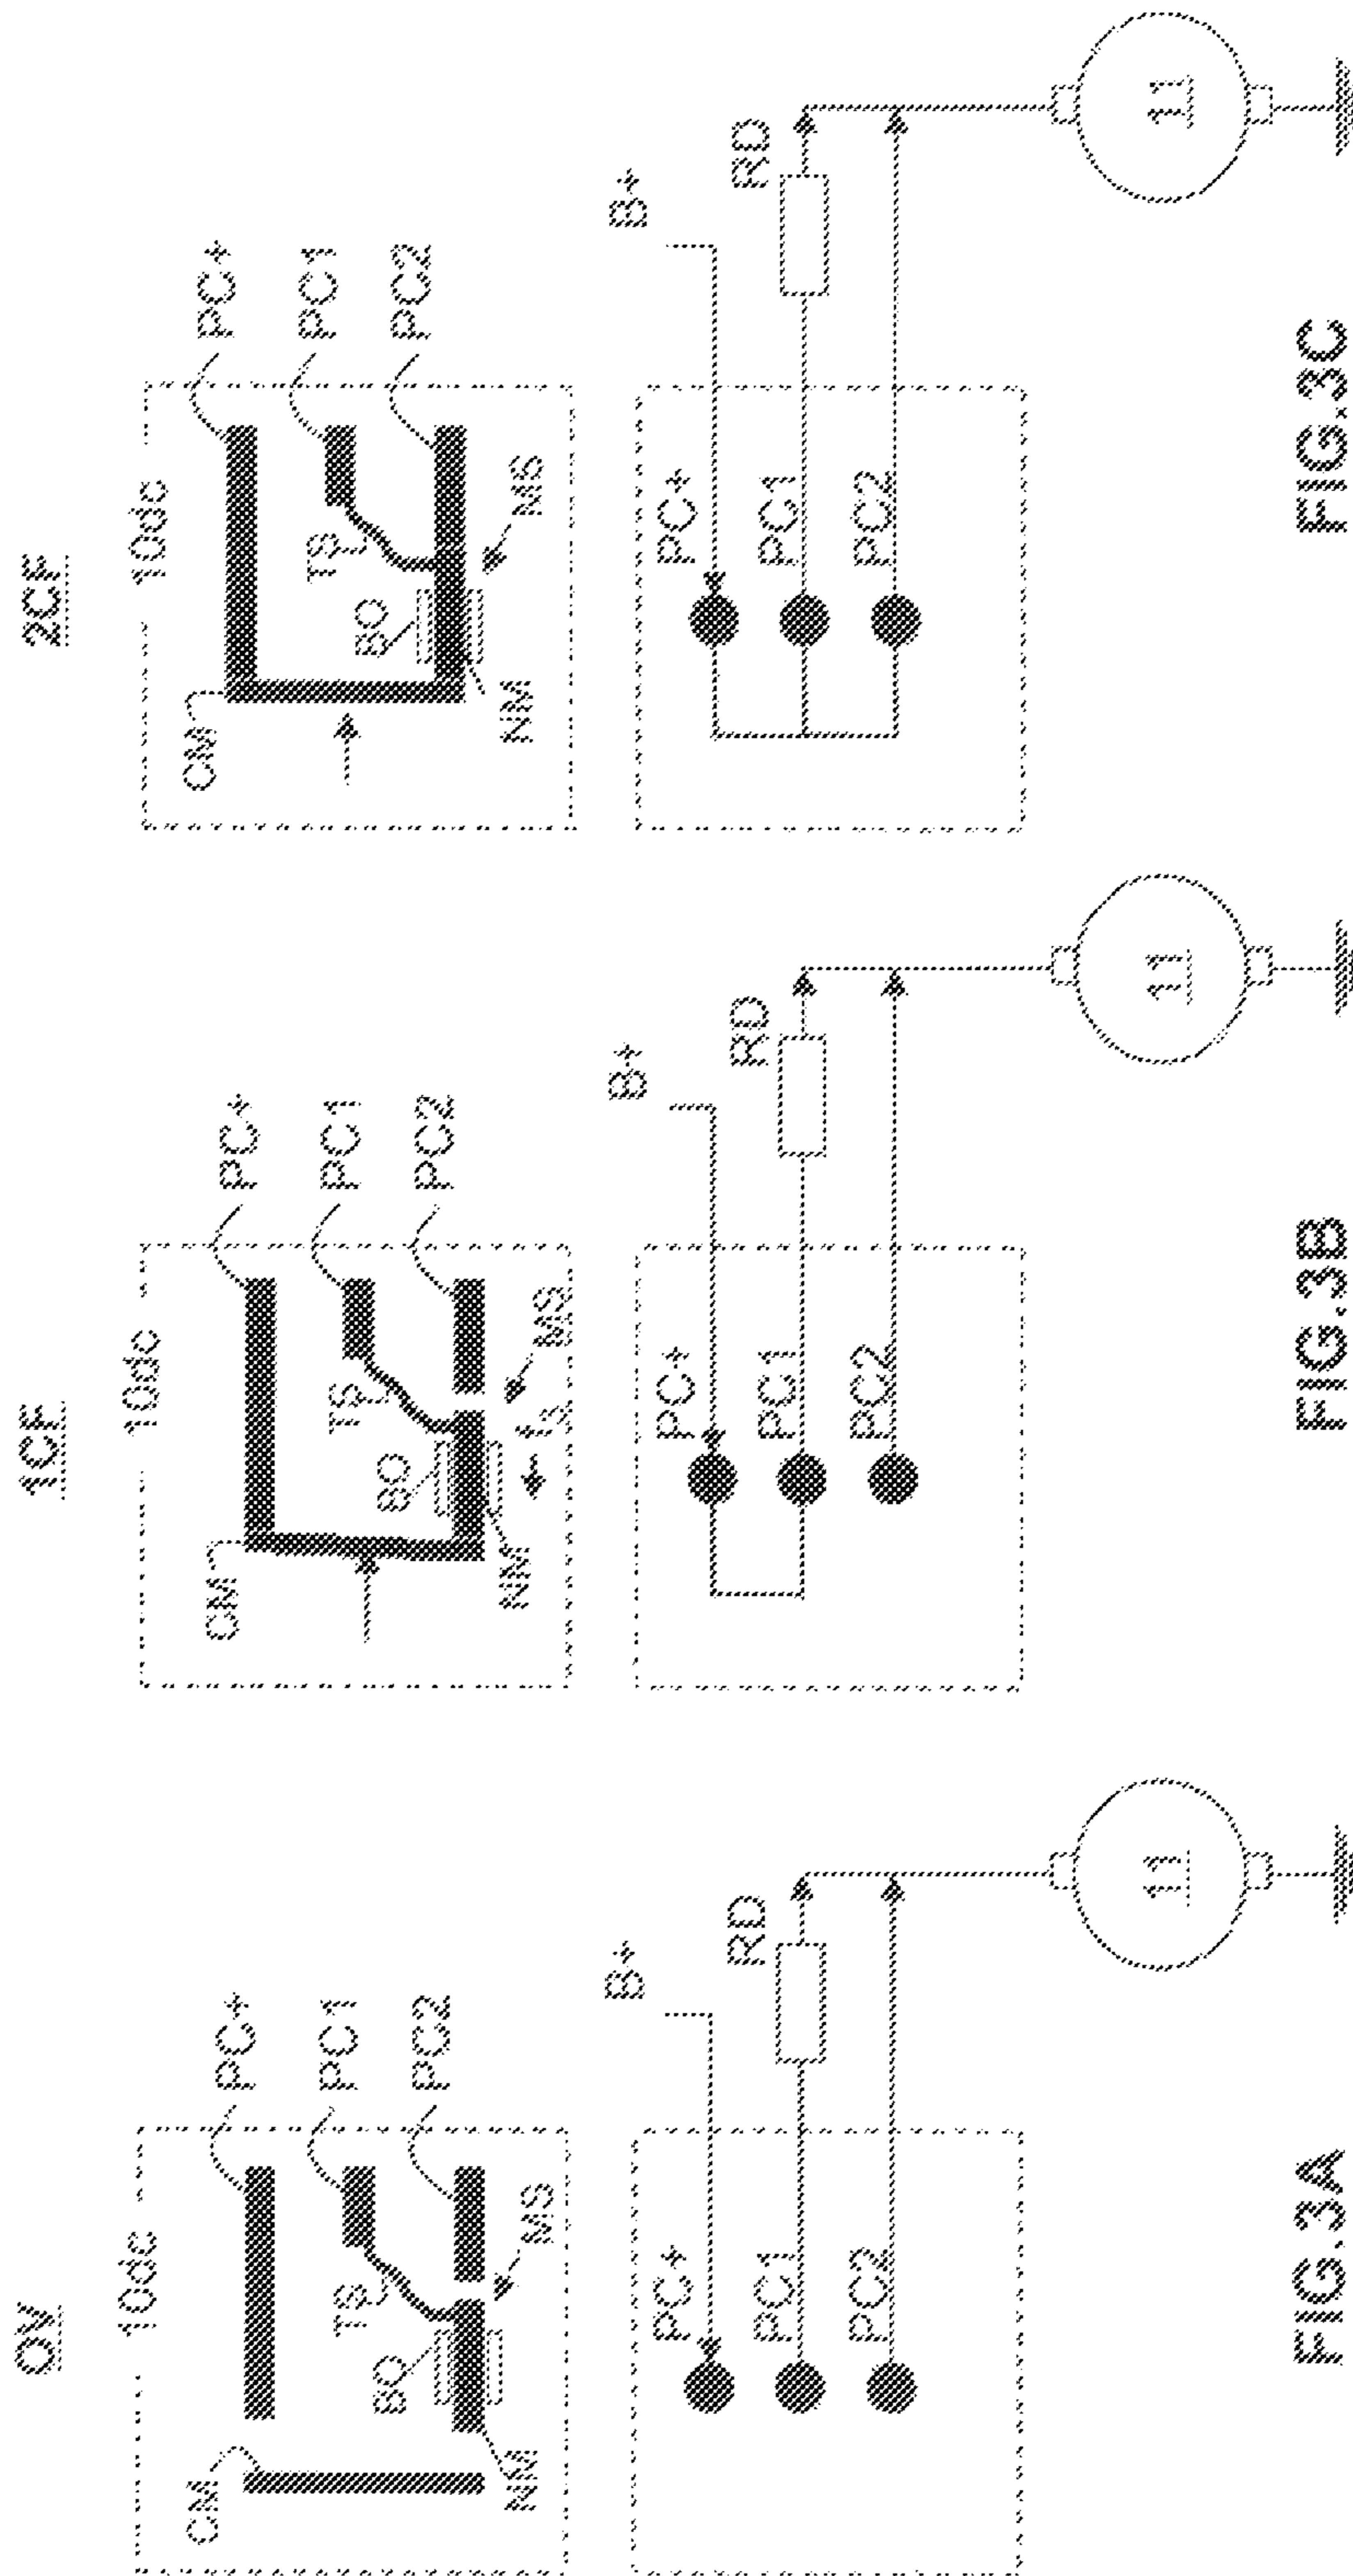 OV
10dc
CM
PC+
PC1
PC2
TS
BO
MS
NM
PC+
PC1
PC2
B+
RD
11
FIG.3A
1CF
10dc
CM
PC+
PC1
PC2
TS
BO
MS
t3
NM
PC+
PC1
PC2
B+
RD
11
FIG.3B
2CF
10dc
CM
PC+
PC1
PC2
TS
BO
MS
NM
PC+
PC1
PC2
B+
RD
11
FIG.3C